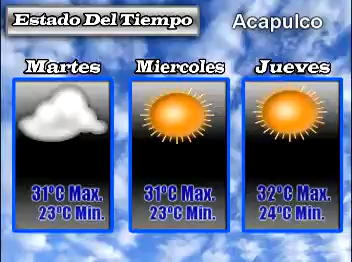 Estado Del Tiempo
Acapulco
Martes
Miercoles
Jueves
31ºC Max.
23ºC Min.
31ºC Max.
23ºC Min.
32ºC Max.
24ºC Min.